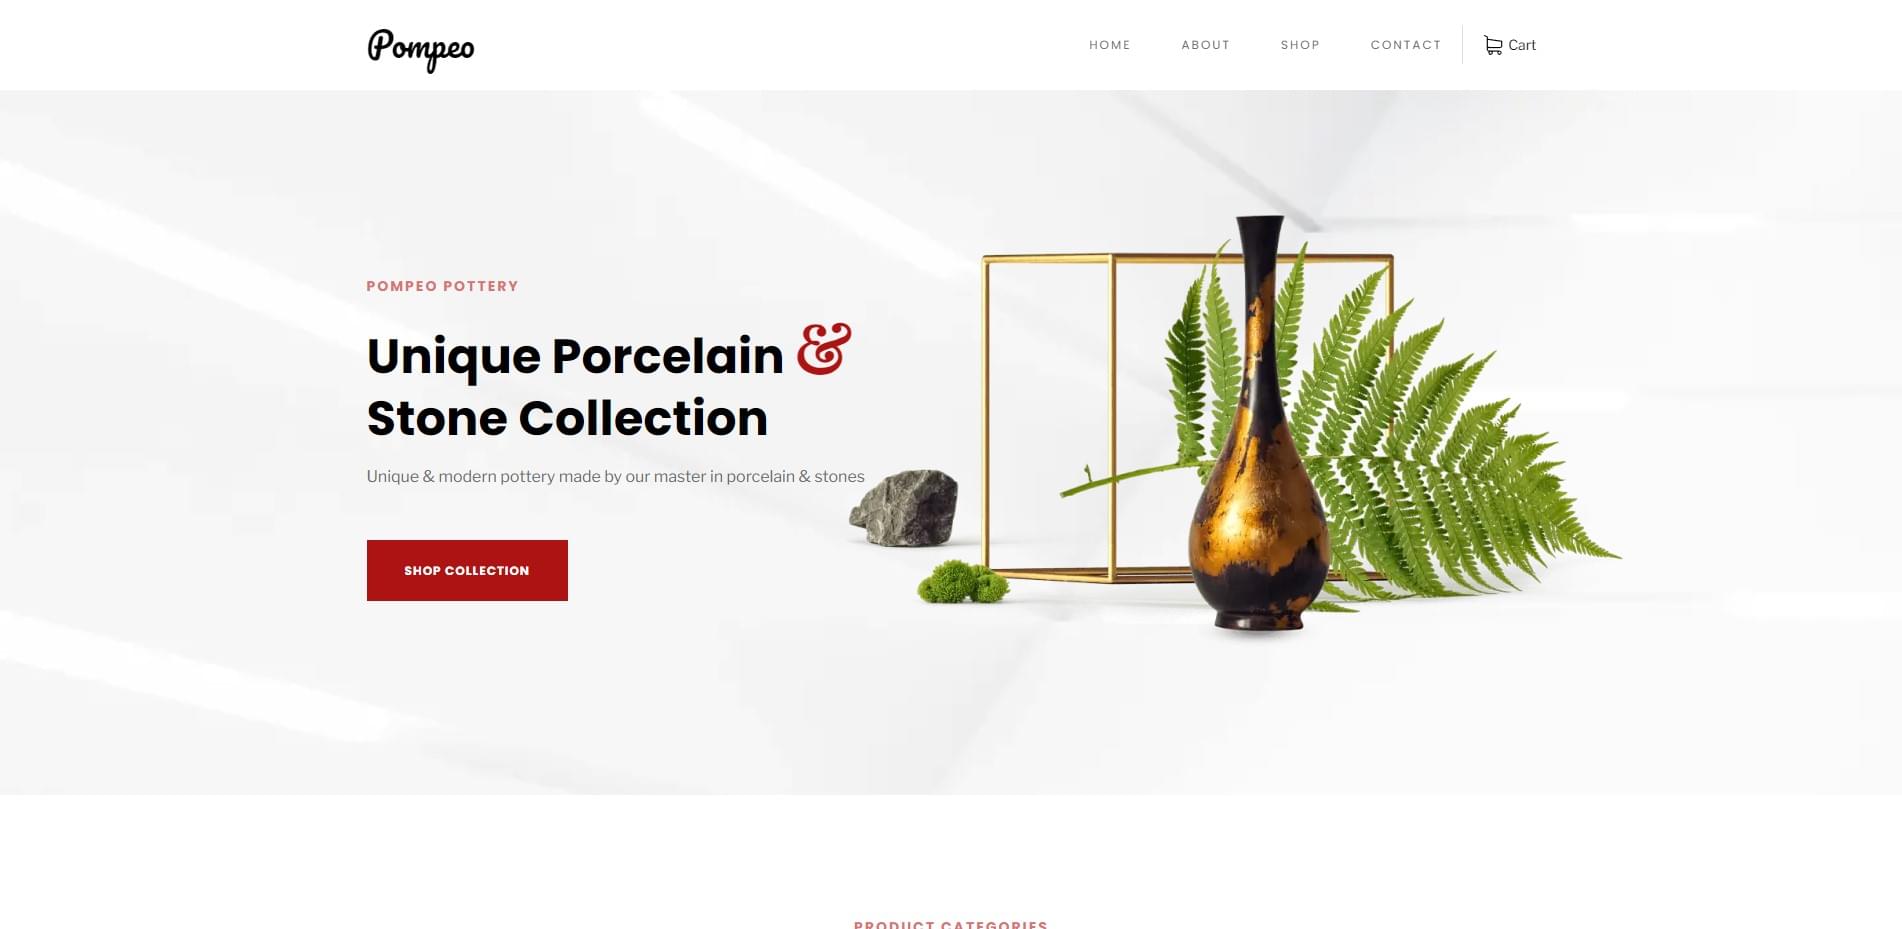 Pompeo
HOME ABOUT SHOP CONTACT Cart
POMPEO POTTERY
Unique Porcelain &
Stone Collection
Unique & modern pottery made by our master in porcelain & stones
SHOP COLLECTION
PRODUCT CATEGORIES